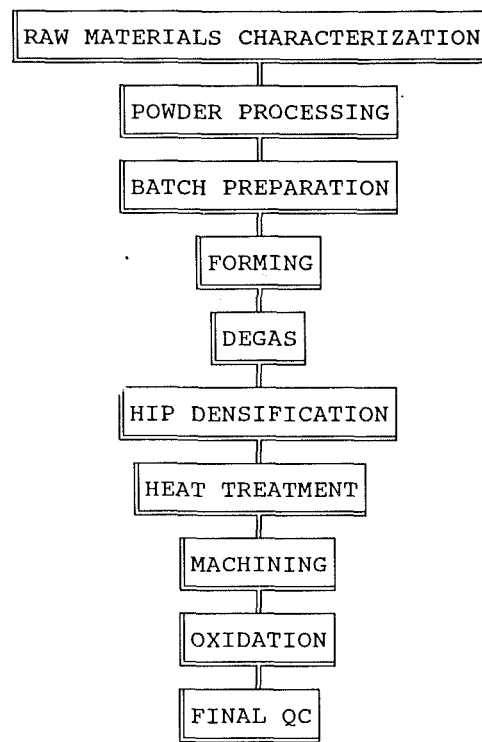 RAW MATERIALS CHARACTERIZATION
POWDER PROCESSING
BATCH PREPARATION
FORMING
DEGAS
HIP DENSIFICATION
HEAT TREATMENT
MACHINING
OXIDATION
FINAL QC